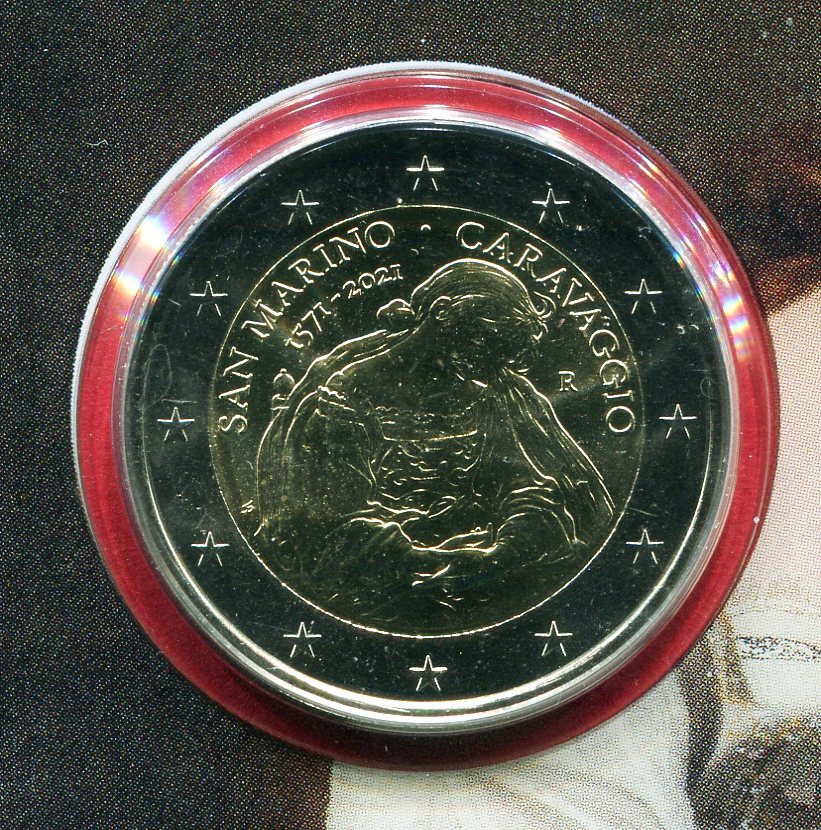 SAN MARINO · CARAVAGGIO
1571-2021
R